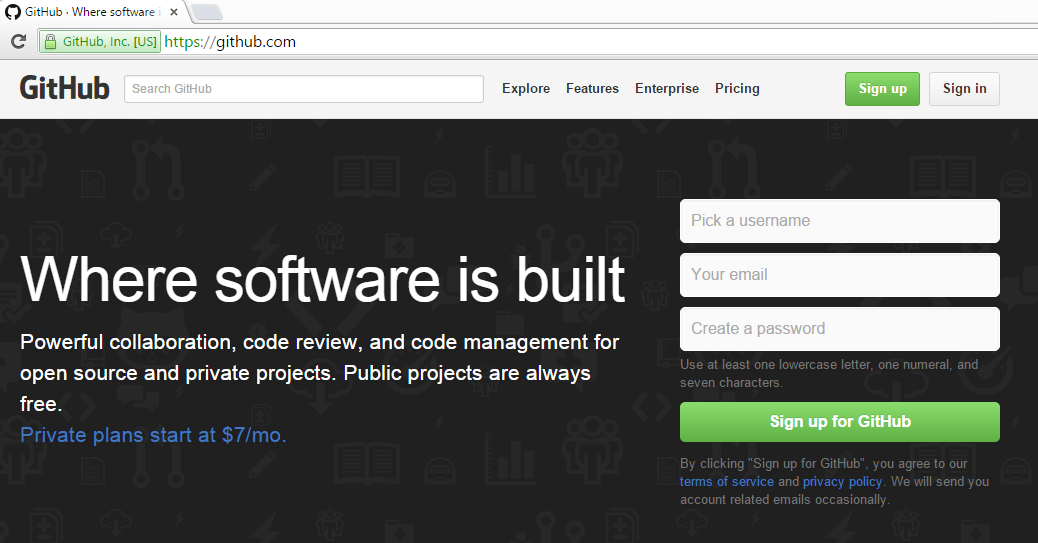 GitHub · Where software i
GitHub, Inc. [US] https://github.com
GitHub Search GitHub Explore Features Enterprise Pricing Sign up Sign in
Where software is built
Powerful collaboration, code review, and code management for
open source and private projects. Public projects are always
free.
Private plans start at $7/mo.
Pick a username
Your email
Create a password
Use at least one lowercase letter, one numeral, and
seven characters.
Sign up for GitHub
By clicking "Sign up for GitHub", you agree to our
terms of service and privacy policy. We will send you
account related emails occasionally.